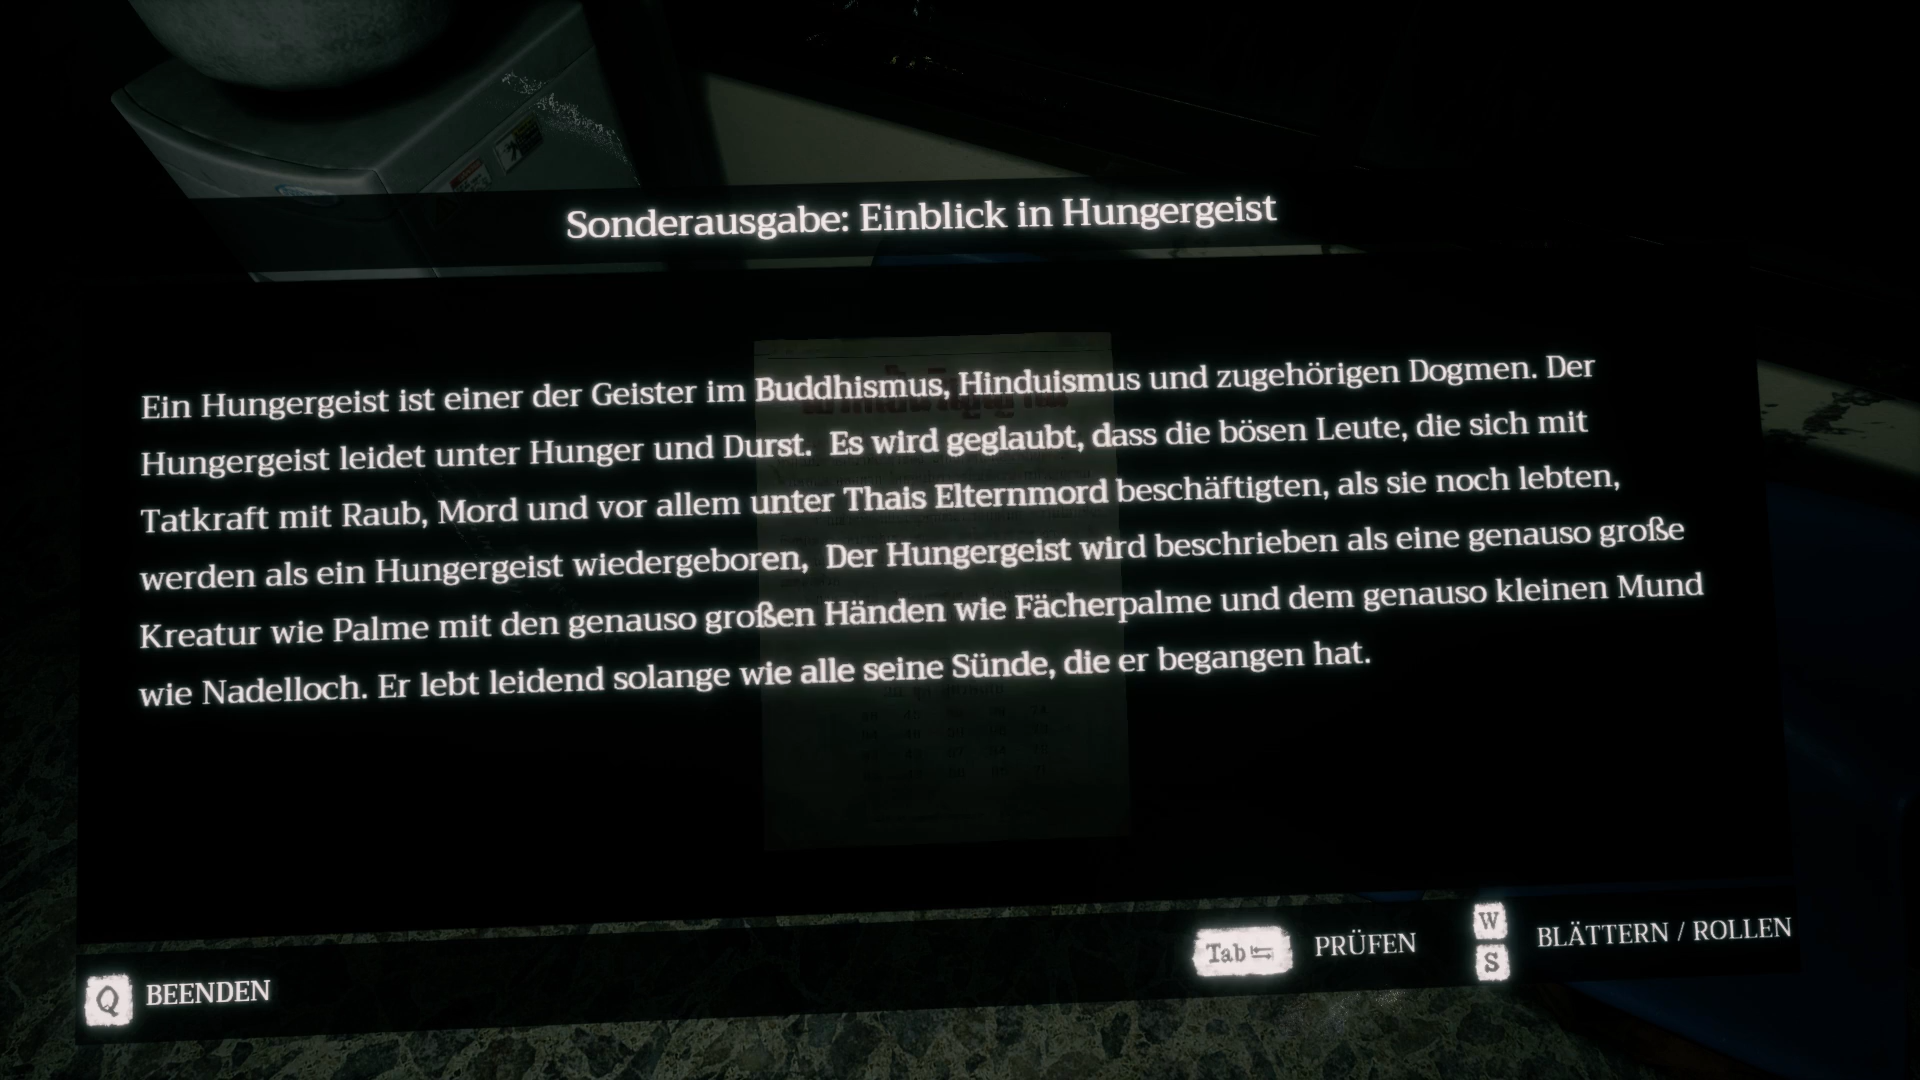 Sonderausgabe: Einblick in Hungergeist
Ein Hungergeist ist einer der Geister im Buddhismus, Hinduismus und zugehörigen Dogmen. Der
Hungergeist leidet unter Hunger und Durst.  Es wird geglaubt, dass die bösen Leute, die sich mit
Tatkraft mit Raub, Mord und vor allem unter Thais Elternmord beschäftigten, als sie noch lebten,
werden als ein Hungergeist wiedergeboren,  Der Hungergeist wird beschrieben als eine genauso große
Kreatur wie Palme mit den genauso großen Händen wie Fächerpalme und dem genauso kleinen Mund
wie Nadelloch. Er lebt leidend solange wie alle seine Sünde, die er begangen hat.
Tab PRÜFEN
W
S
BLÄTTERN / ROLLEN
Q BEENDEN